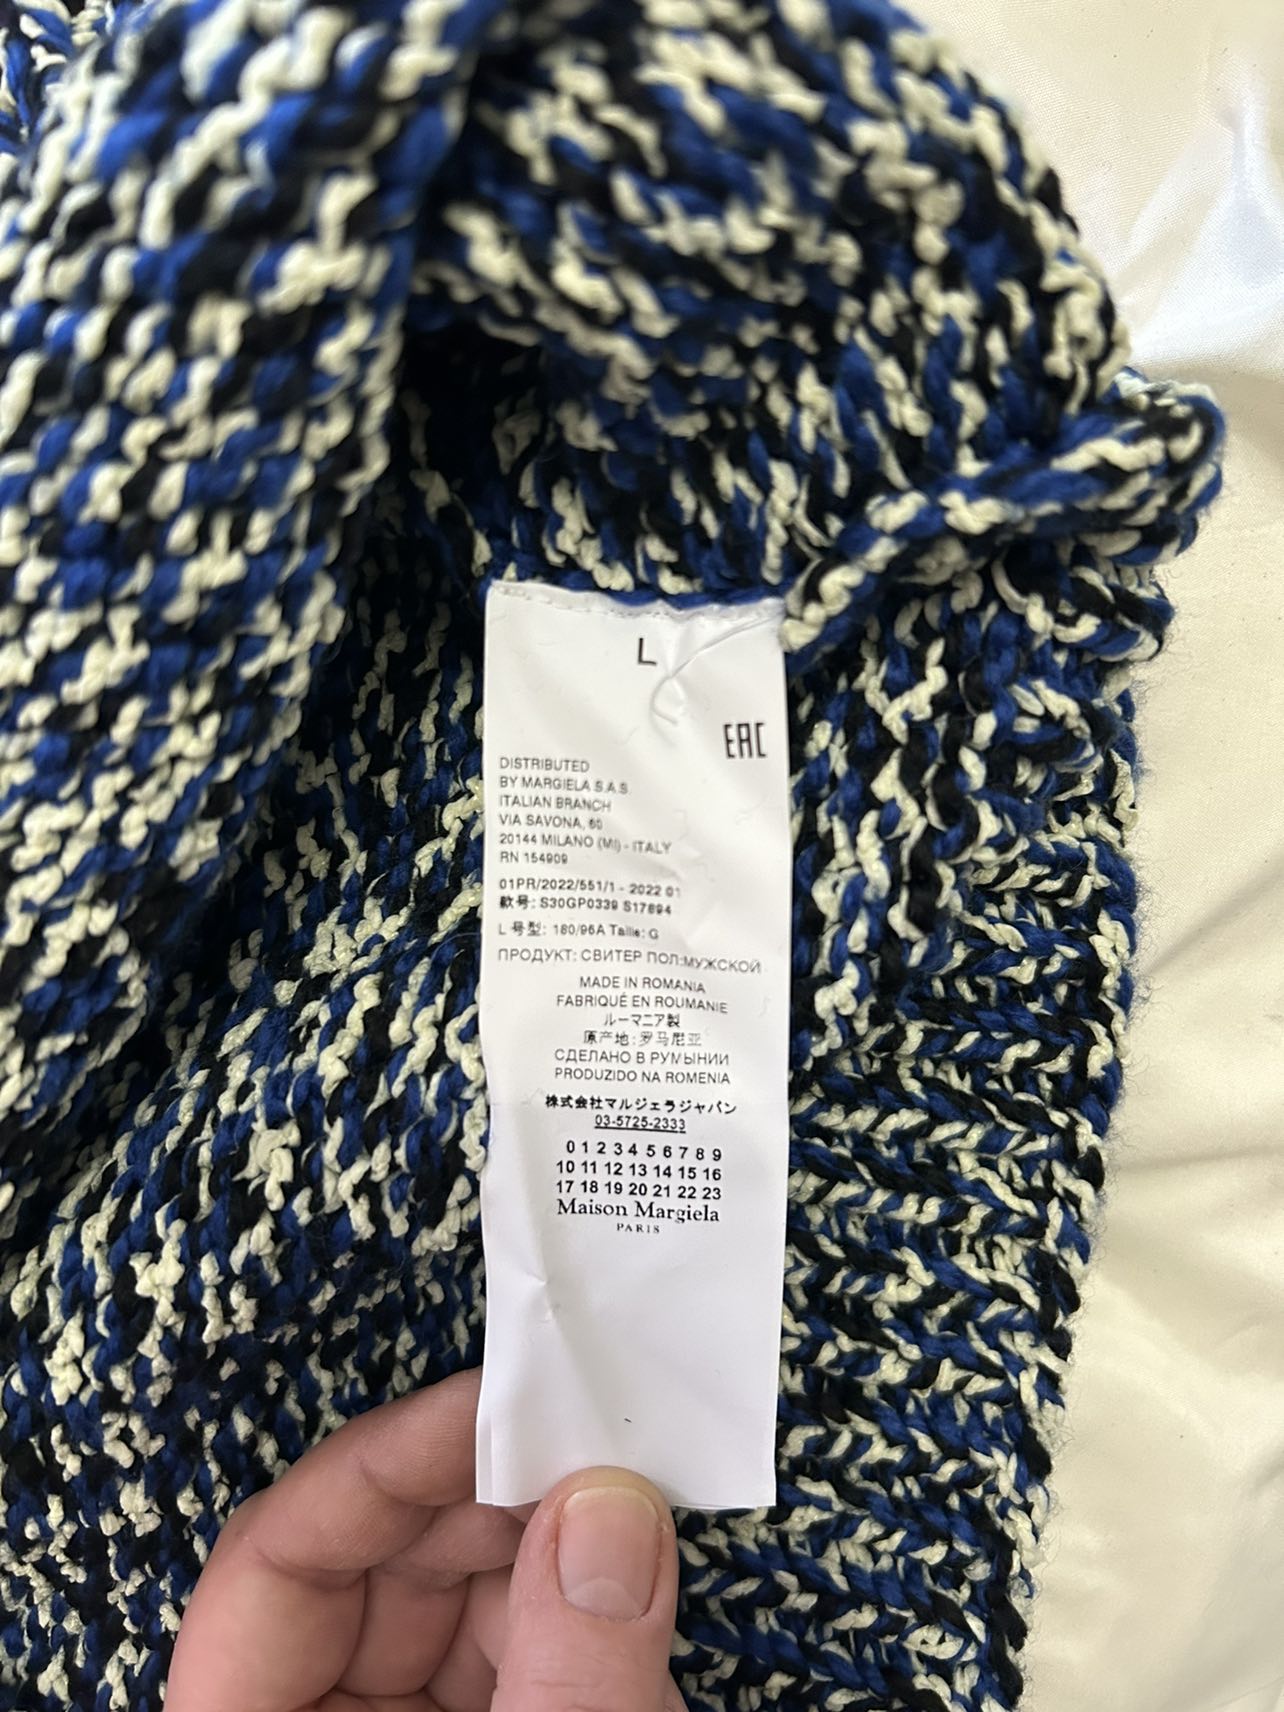 L
EAC
DISTRIBUTED
BY MARGIELA S.A.S.
ITALIAN BRANCH
VIA SAVONA, 60
20144 MILANO (MI) - ITALY
RN 154909
01PR/2022/551/1 - 2022 01
款号: S30GP0339 S17894
L 号型: 180/96A Taille: G
ПРОДУКТ: СВИТЕР ПОЛ:МУЖСКОЙ
MADE IN ROMANIA
FABRIQUÉ EN ROUMANIE
ルーマニア製
原产地: 罗马尼亚
СДЕЛАНО В РУМЫНИИ
PRODUZIDO NA ROMENIA
株式会社マルジェラジャパン
03-5725-2333
0 1 2 3 4 5 6 7 8 9
10 11 12 13 14 15 16
17 18 19 20 21 22 23
Maison Margiela
PARIS